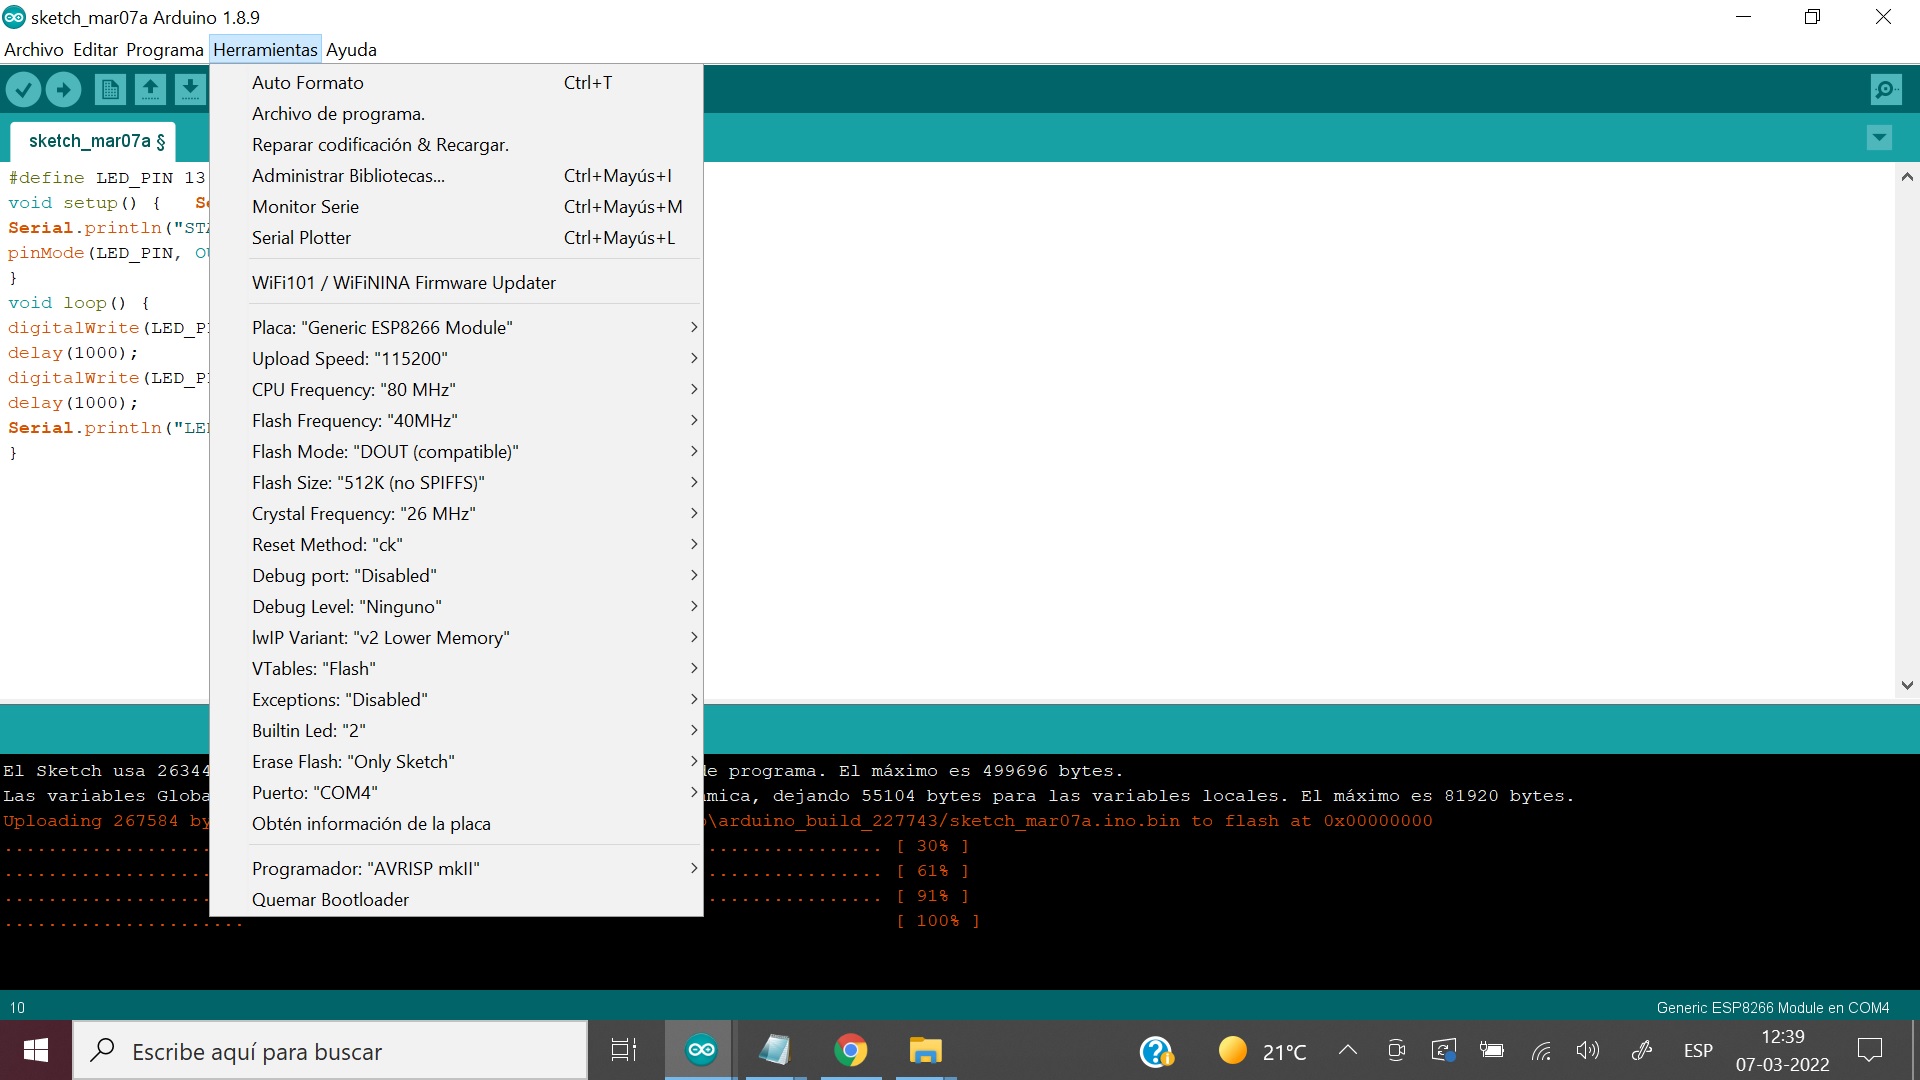 sketch_mar07a Arduino 1.8.9
Archivo Editar Programa Herramientas Ayuda
sketch_mar07a §
#define LED_PIN 13
void setup() {
Serial.println("
pinMode(LED_PIN,
}
void loop() {
digitalWrite(
delay(1000);
digitalWrite(
delay(1000);
Serial.println("
}
Auto Formato Ctrl+T
Archivo de programa.
Reparar codificación & Recargar.
Administrar Bibliotecas... Ctrl+Mayús+I
Monitor Serie Ctrl+Mayús+M
Serial Plotter Ctrl+Mayús+L
WiFi101 / WiFiNINA Firmware Updater
Placa: "Generic ESP8266 Module"
Upload Speed: "115200"
CPU Frequency: "80 MHz"
Flash Frequency: "40MHz"
Flash Mode: "DOUT (compatible)"
Flash Size: "512K (no SPIFFS)"
Crystal Frequency: "26 MHz"
Reset Method: "ck"
Debug port: "Disabled"
Debug Level: "Ninguno"
lwIP Variant: "v2 Lower Memory"
VTables: "Flash"
Exceptions: "Disabled"
Builtin Led: "2"
Erase Flash: "Only Sketch"
Puerto: "COM4"
Obtén información de la placa
Programador: "AVRISP mkII"
Quemar Bootloader
El Sketch usa 26344 de programa. El máximo es 499696 bytes.
Las variables Globa mica, dejando 55104 bytes para las variables locales. El máximo es 81920 bytes.
Uploading 267584 by \arduino_build_227743/sketch_mar07a.ino.bin to flash at 0x00000000
[ 30% ]
[ 61% ]
[ 91% ]
[ 100% ]
10 Generic ESP8266 Module en COM4
Escribe aquí para buscar
21°C
ESP
12:39
07-03-2022